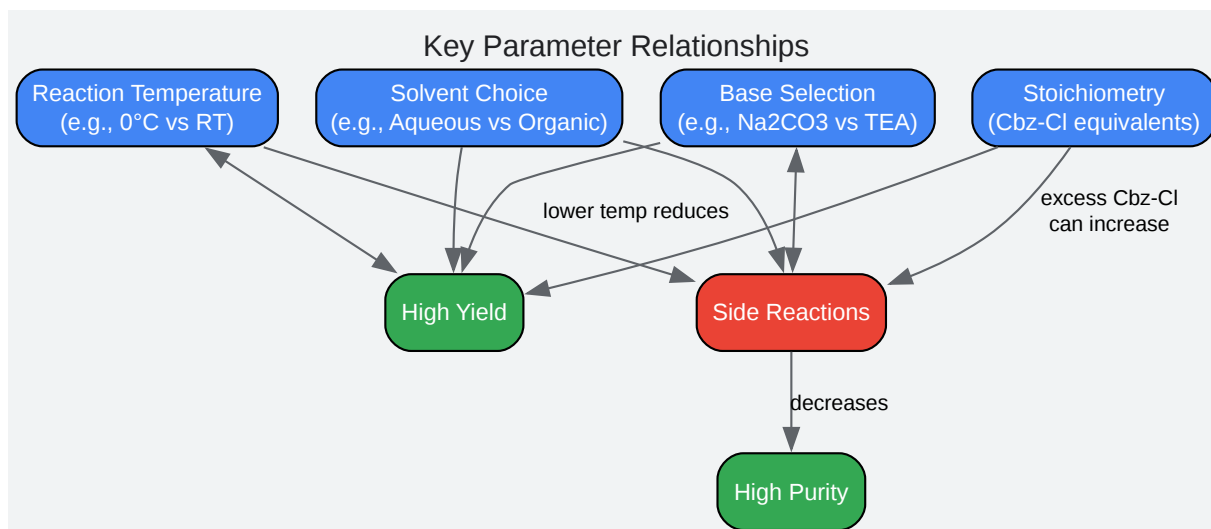 Key Parameter Relationships
Reaction Temperature
(e.g., 0°C vs RT)
Solvent Choice
(e.g., Aqueous vs Organic)
Base Selection
(e.g., Na2CO3 vs TEA)
Stoichiometry
(Cbz-Cl equivalents)
lower temp reduces
excess Cbz-Cl
can increase
High Yield
Side Reactions
decreases
High Purity